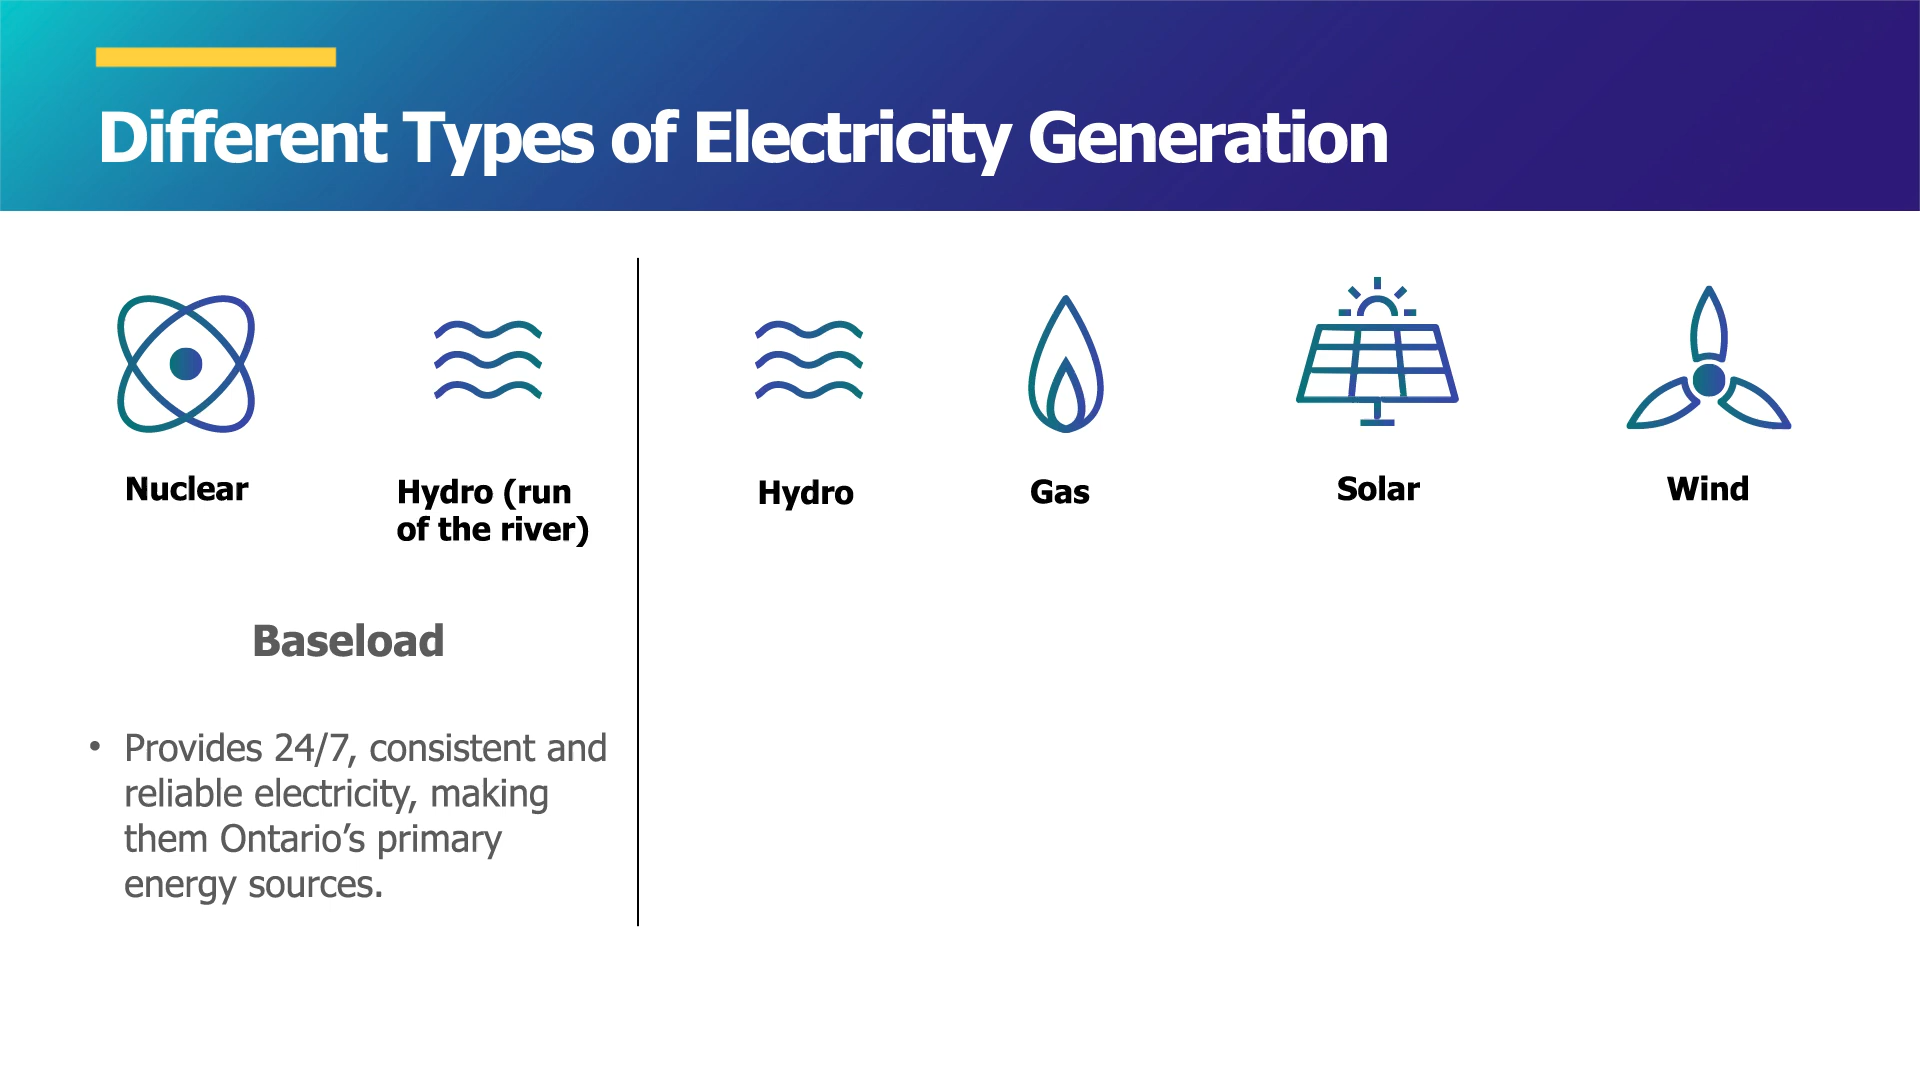 Different Types of Electricity Generation
Nuclear
Hydro (run
of the river)
Hydro
Gas
Solar
Wind
Baseload
• Provides 24/7, consistent and
reliable electricity, making
them Ontario’s primary
energy sources.